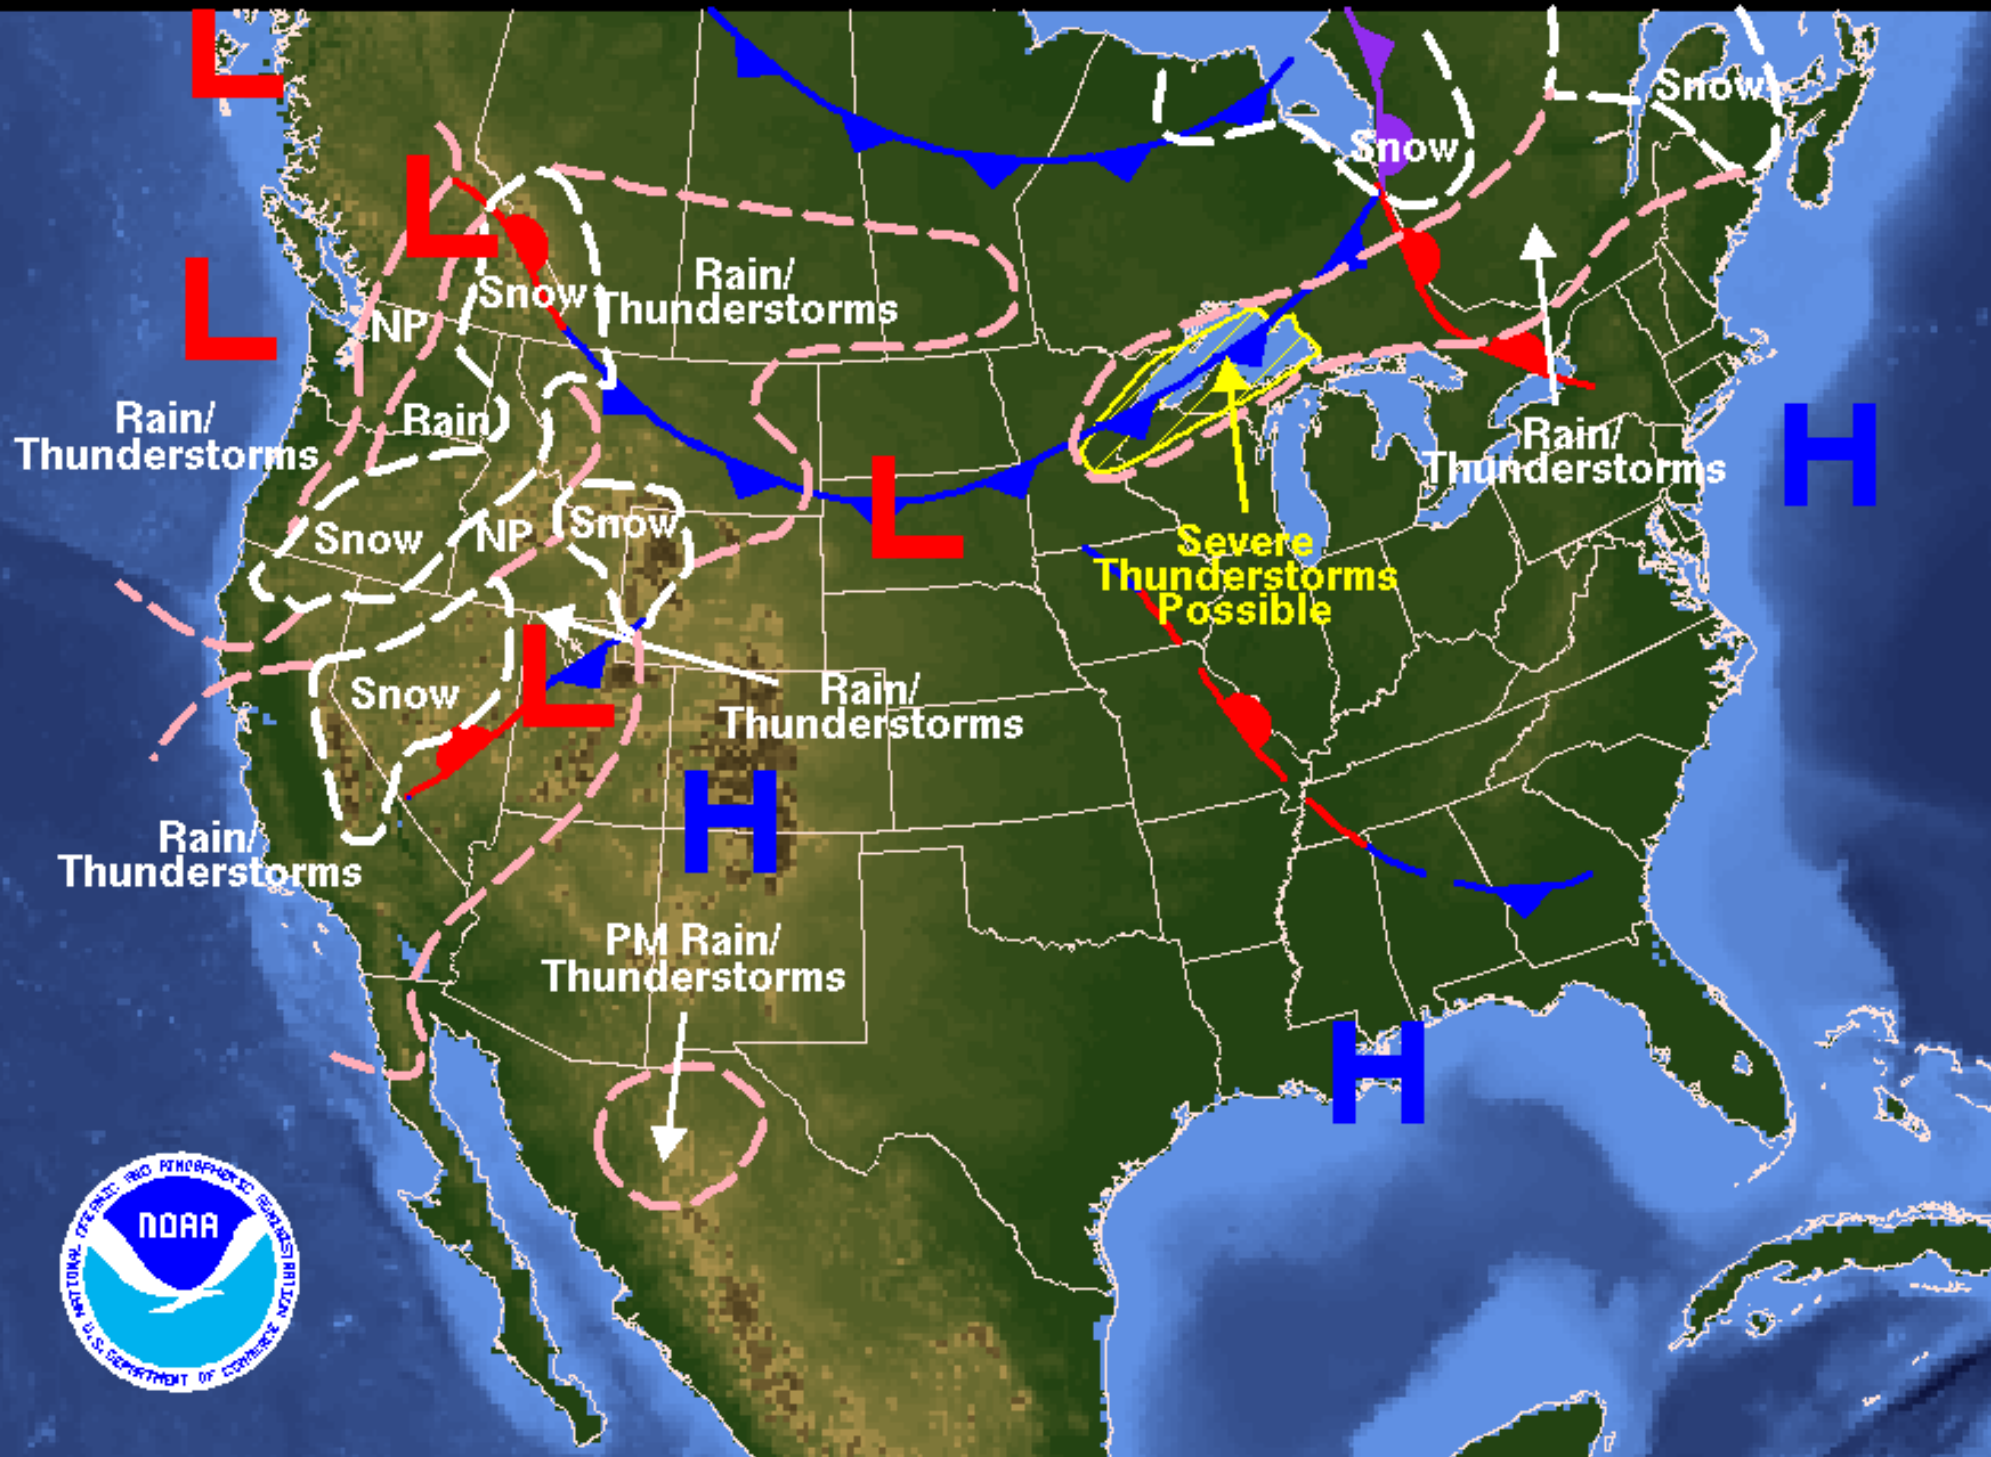 L
Snow
Snow
L
Snow
Rain/
Thunderstorms
L
NP
Rain/
Thunderstorms
Rain
Rain/
Thunderstorms
H
L
Snow
NP
Snow
Severe
Thunderstorms
Possible
L
Snow
Rain/
Thunderstorms
H
Rain/
Thunderstorms
PM Rain/
Thunderstorms
H
NATIONAL OCEANIC AND ATMOSPHERIC ADMINISTRATION
NOAA
U.S. DEPARTMENT OF COMMERCE